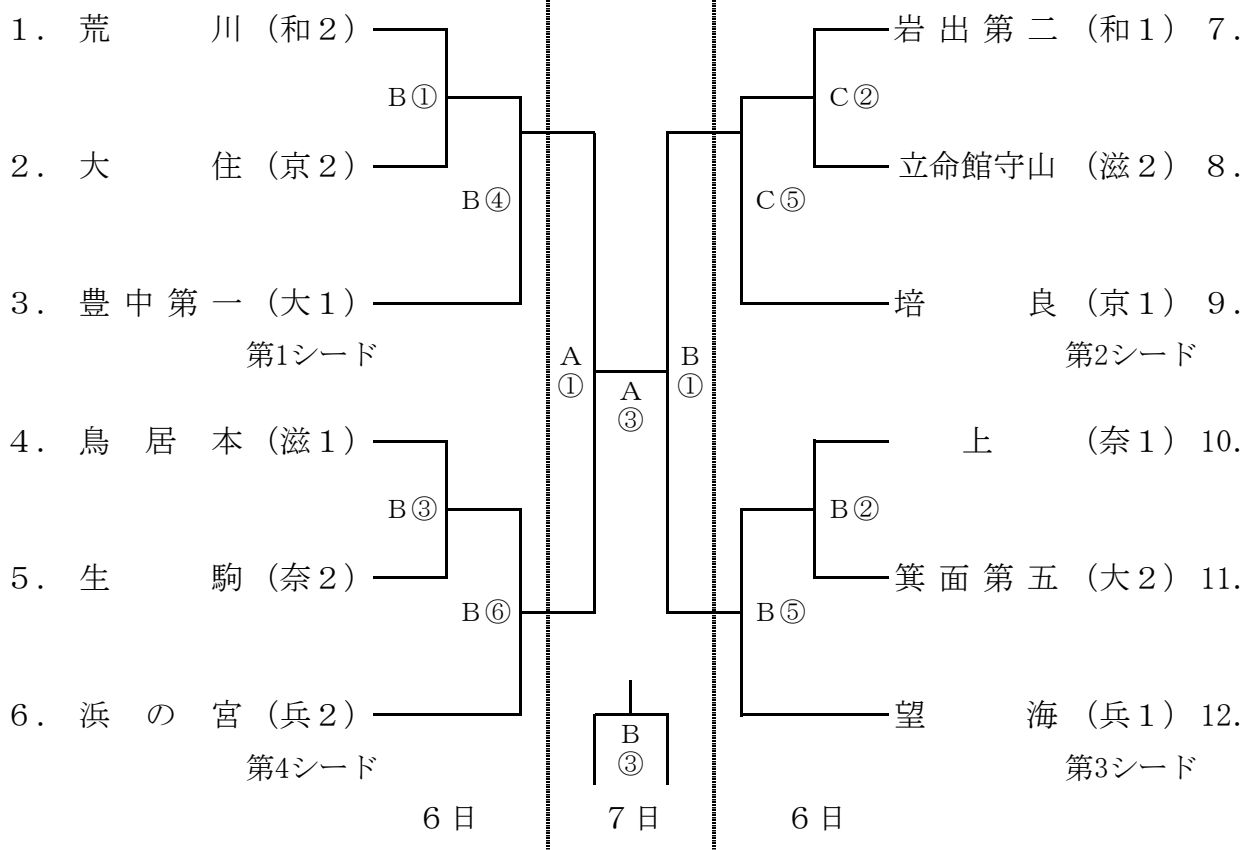 1. 荒川（和２） 岩出第二（和１） 7.
B① C②
2. 大住（京２） 立命館守山（滋２） 8.
B④ C⑤
3. 豊中第一（大１） 培良（京１） 9.
第1シード 第2シード
A① B①
A③
4. 鳥居本（滋１） 上（奈１） 10.
B③ B②
5. 生駒（奈２） 箕面第五（大２） 11.
B⑥ B⑤
6. 浜の宮（兵２） 望海（兵１） 12.
B③
第4シード 第3シード
６日 ７日 ６日